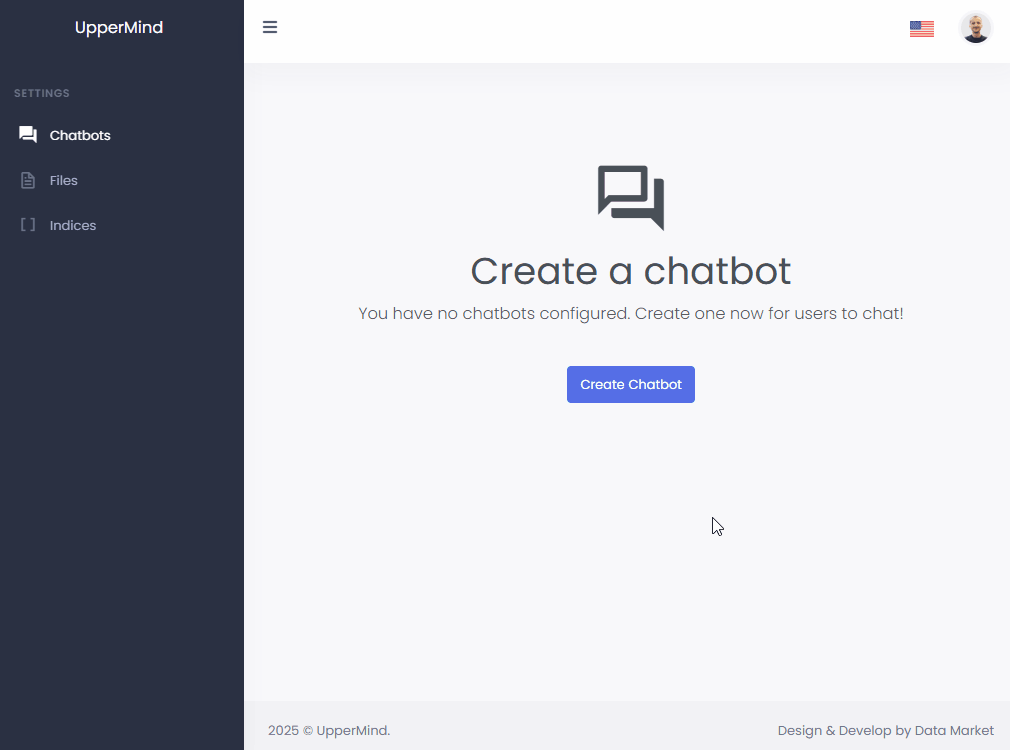 UpperMind
SETTINGS
Chatbots
Files
Indices
Create a chatbot
You have no chatbots configured. Create one now for users to chat!
Create Chatbot
2025 © UpperMind.
Design & Develop by Data Market